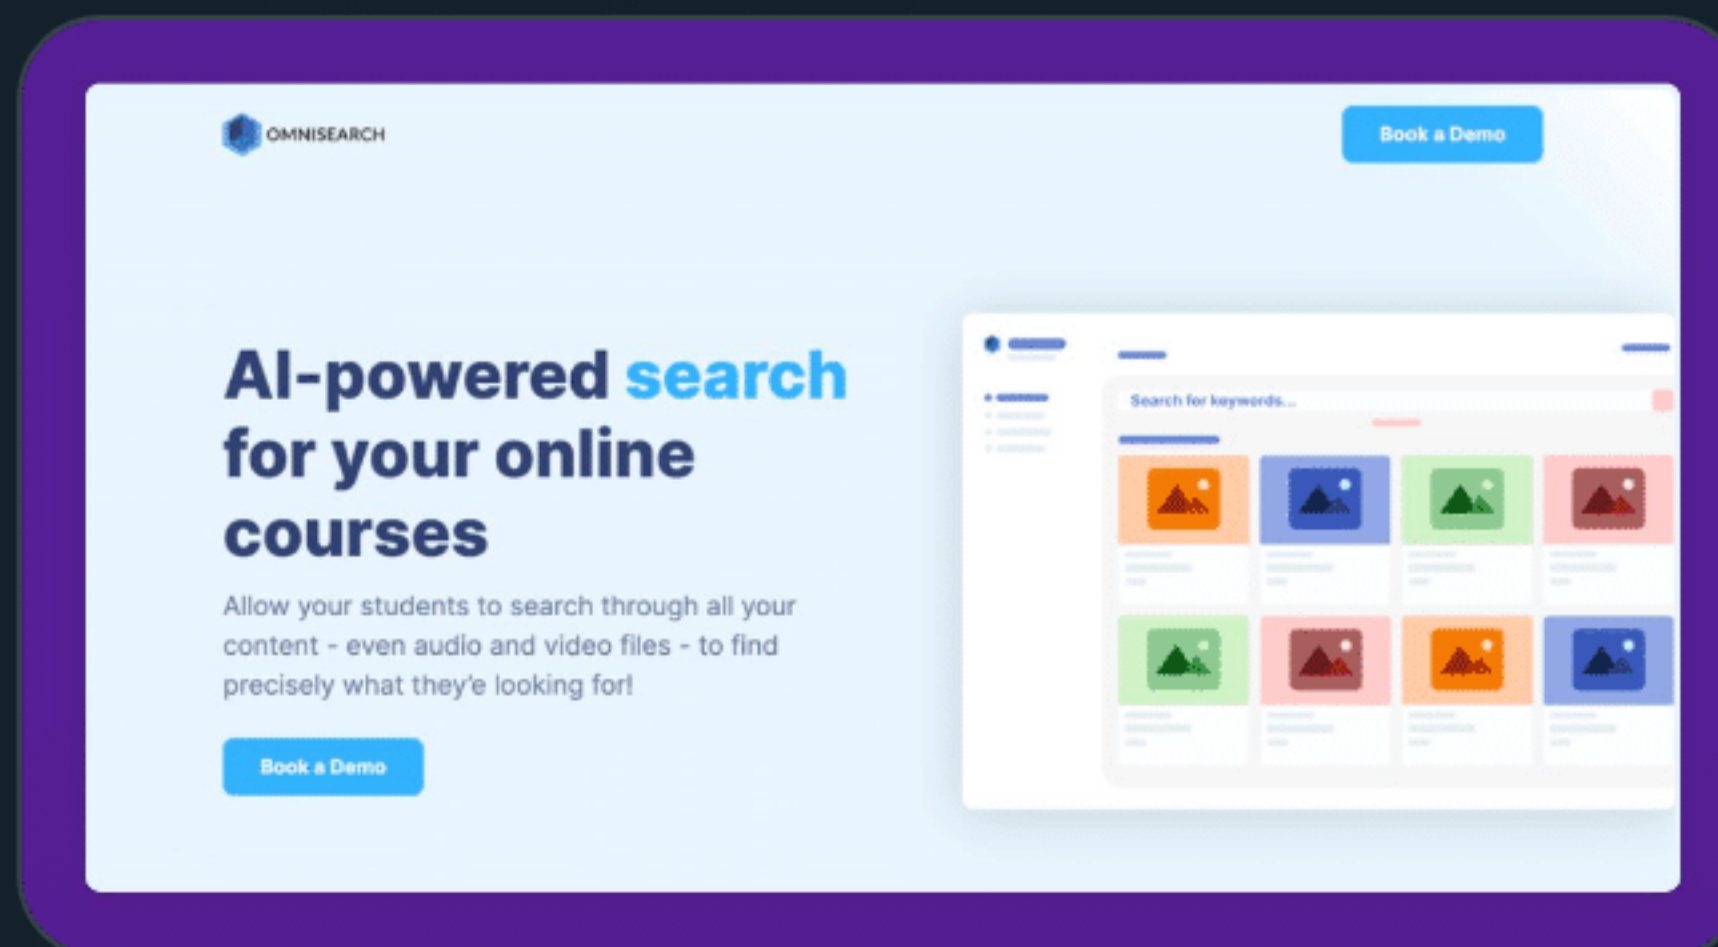 OMNISEARCH
Book a Demo
AI-powered search
for your online
courses
Allow your students to search through all your
content - even audio and video files - to find
precisely what they'e looking for!
Book a Demo
Search for keywords...